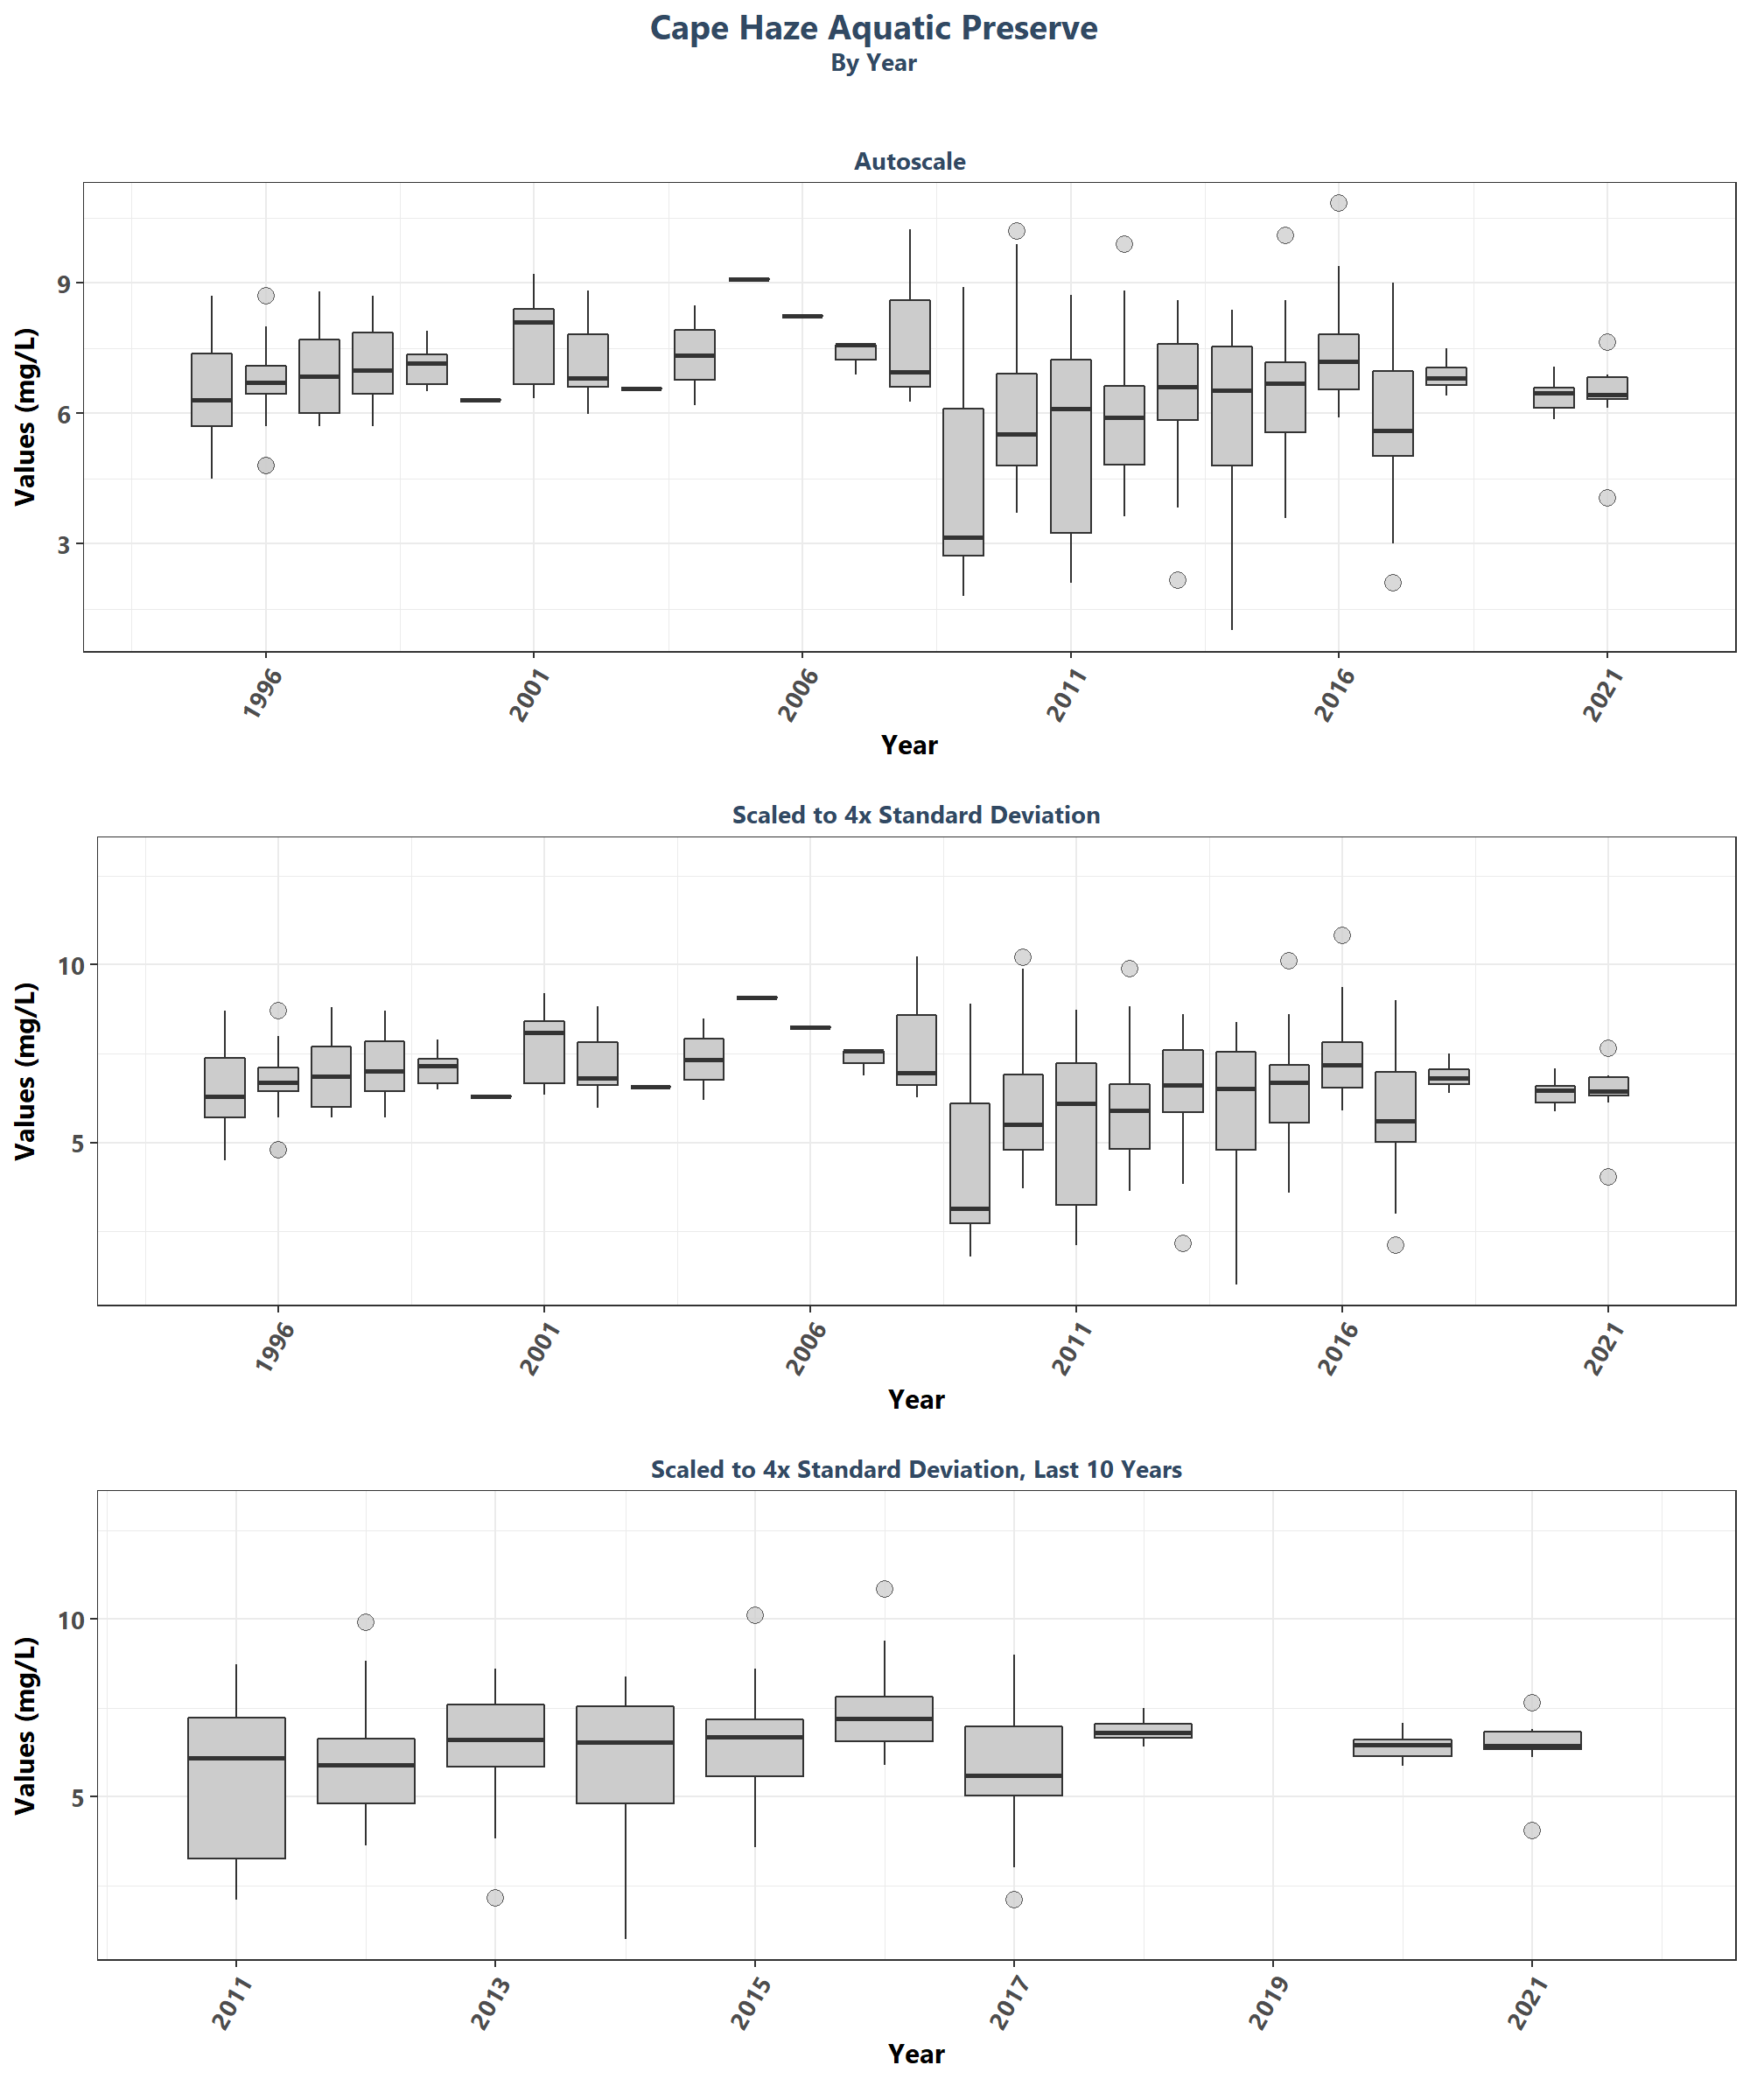 Cape Haze Aquatic Preserve
By Year
Autoscale
Values (mg/L)
9
6
3
1996
2001
2006
2011
2016
2021
Year
Scaled to 4x Standard Deviation
Values (mg/L)
10
5
1996
2001
2006
2011
2016
2021
Year
Scaled to 4x Standard Deviation, Last 10 Years
Values (mg/L)
10
5
2011
2013
2015
2017
2019
2021
Year